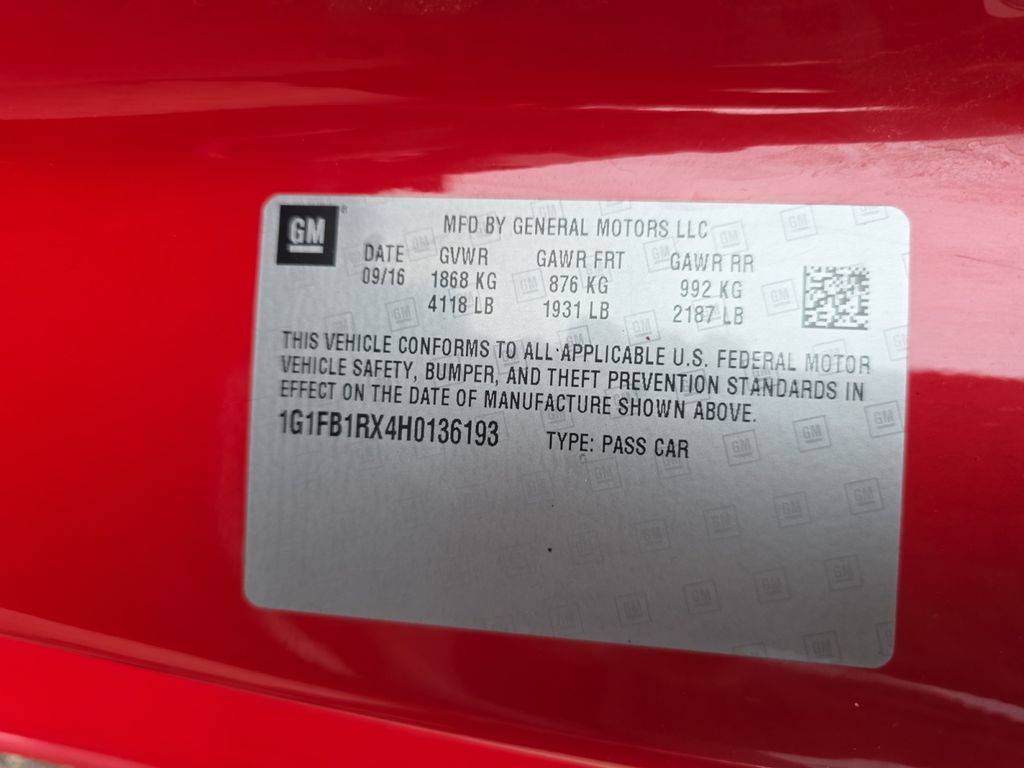 GM
MFD BY GENERAL MOTORS LLC
DATE GVWR GAWR FRT GAWR RR
09/16 1868 KG 876 KG 992 KG
4118 LB 1931 LB 2187 LB
THIS VEHICLE CONFORMS TO ALL APPLICABLE U.S. FEDERAL MOTOR
VEHICLE SAFETY, BUMPER, AND THEFT PREVENTION STANDARDS IN
EFFECT ON THE DATE OF MANUFACTURE SHOWN ABOVE.
1G1FB1RX4H0136193 TYPE: PASS CAR